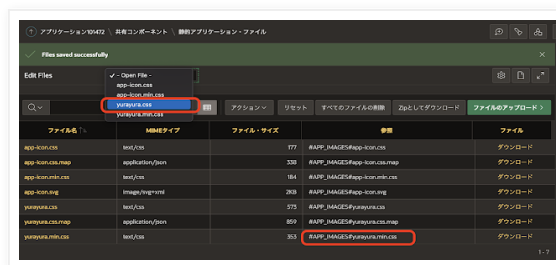 アプリケーション101472 \ 共有コンポーネント \ 静的アプリケーション・ファイル
Files saved successfully
Edit Files
✓ - Open File -
app-icon.css
app-icon.min.css
yurayura.css
yurayura.min.css
アクション リセット すべてのファイルの削除 Zipとしてダウンロード ファイルのアップロード >
ファイル名 MIMEタイプ ファイル・サイズ 参照 ファイル
app-icon.css text/css 177 #APP_IMAGES#app-icon.css ダウンロード
app-icon.css.map application/json 338 #APP_IMAGES#app-icon.css.map ダウンロード
app-icon.min.css text/css 184 #APP_IMAGES#app-icon.min.css ダウンロード
app-icon.svg image/svg+xml 2KB #APP_IMAGES#app-icon.svg ダウンロード
yurayura.css text/css 573 #APP_IMAGES#yurayura.css ダウンロード
yurayura.css.map application/json 859 #APP_IMAGES#yurayura.css.map ダウンロード
yurayura.min.css text/css 353 #APP_IMAGES#yurayura.min.css ダウンロード
1 - 7